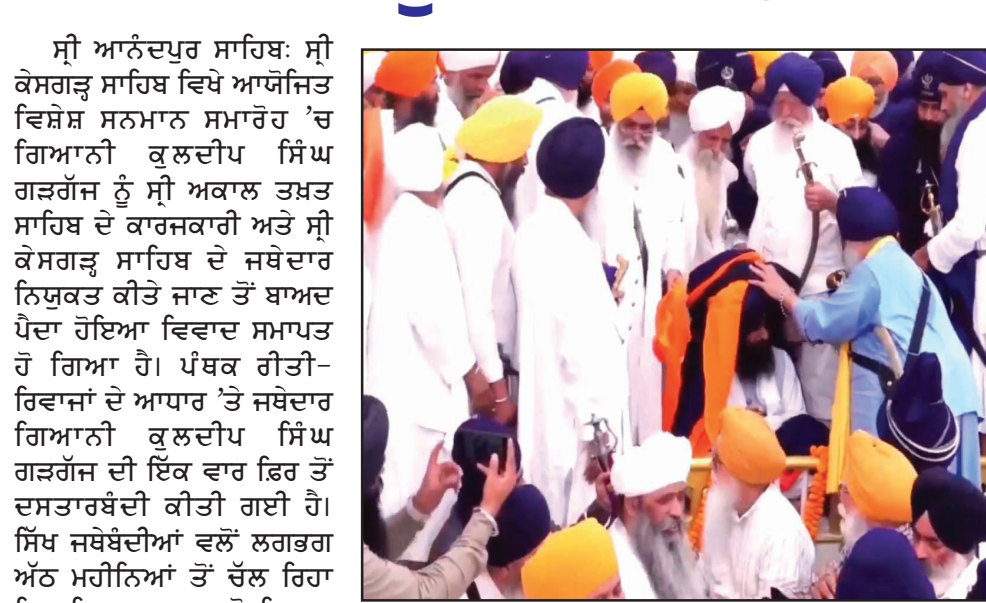 ਸ੍ਰੀ ਆਨੰਦਪੁਰ ਸਾਹਿਬ: ਸ੍ਰੀ
ਕੇਸਗੜ੍ਹ ਸਾਹਿਬ ਵਿਖੇ ਆਯੋਜਿਤ
ਵਿਸ਼ੇਸ਼ ਸਨਮਾਨ ਸਮਾਰੋਹ ’ਚ
ਗਿਆਨੀ ਕੁਲਦੀਪ ਸਿੰਘ
ਗੜਗੱਜ ਨੂੰ ਸ੍ਰੀ ਅਕਾਲ ਤਖ਼ਤ
ਸਾਹਿਬ ਦੇ ਕਾਰਜਕਾਰੀ ਅਤੇ ਸ੍ਰੀ
ਕੇਸਗੜ੍ਹ ਸਾਹਿਬ ਦੇ ਜਥੇਦਾਰ
ਨਿਯੁਕਤ ਕੀਤੇ ਜਾਣ ਤੋਂ ਬਾਅਦ
ਪੈਦਾ ਹੋਇਆ ਵਿਵਾਦ ਸਮਾਪਤ
ਹੋ ਗਿਆ ਹੈ। ਪੰਥਕ ਰੀਤੀ-
ਰਿਵਾਜਾਂ ਦੇ ਆਧਾਰ ’ਤੇ ਜਥੇਦਾਰ
ਗਿਆਨੀ ਕੁਲਦੀਪ ਸਿੰਘ
ਗੜਗੱਜ ਦੀ ਇੱਕ ਵਾਰ ਫ਼ਿਰ ਤੋਂ
ਦਸਤਾਰਬੰਦੀ ਕੀਤੀ ਗਈ ਹੈ।
ਸਿੱਖ ਜਥੇਬੰਦੀਆਂ ਵਲੋਂ ਲਗਭਗ
ਅੱਠ ਮਹੀਨਿਆਂ ਤੋਂ ਚੱਲ ਰਿਹਾ